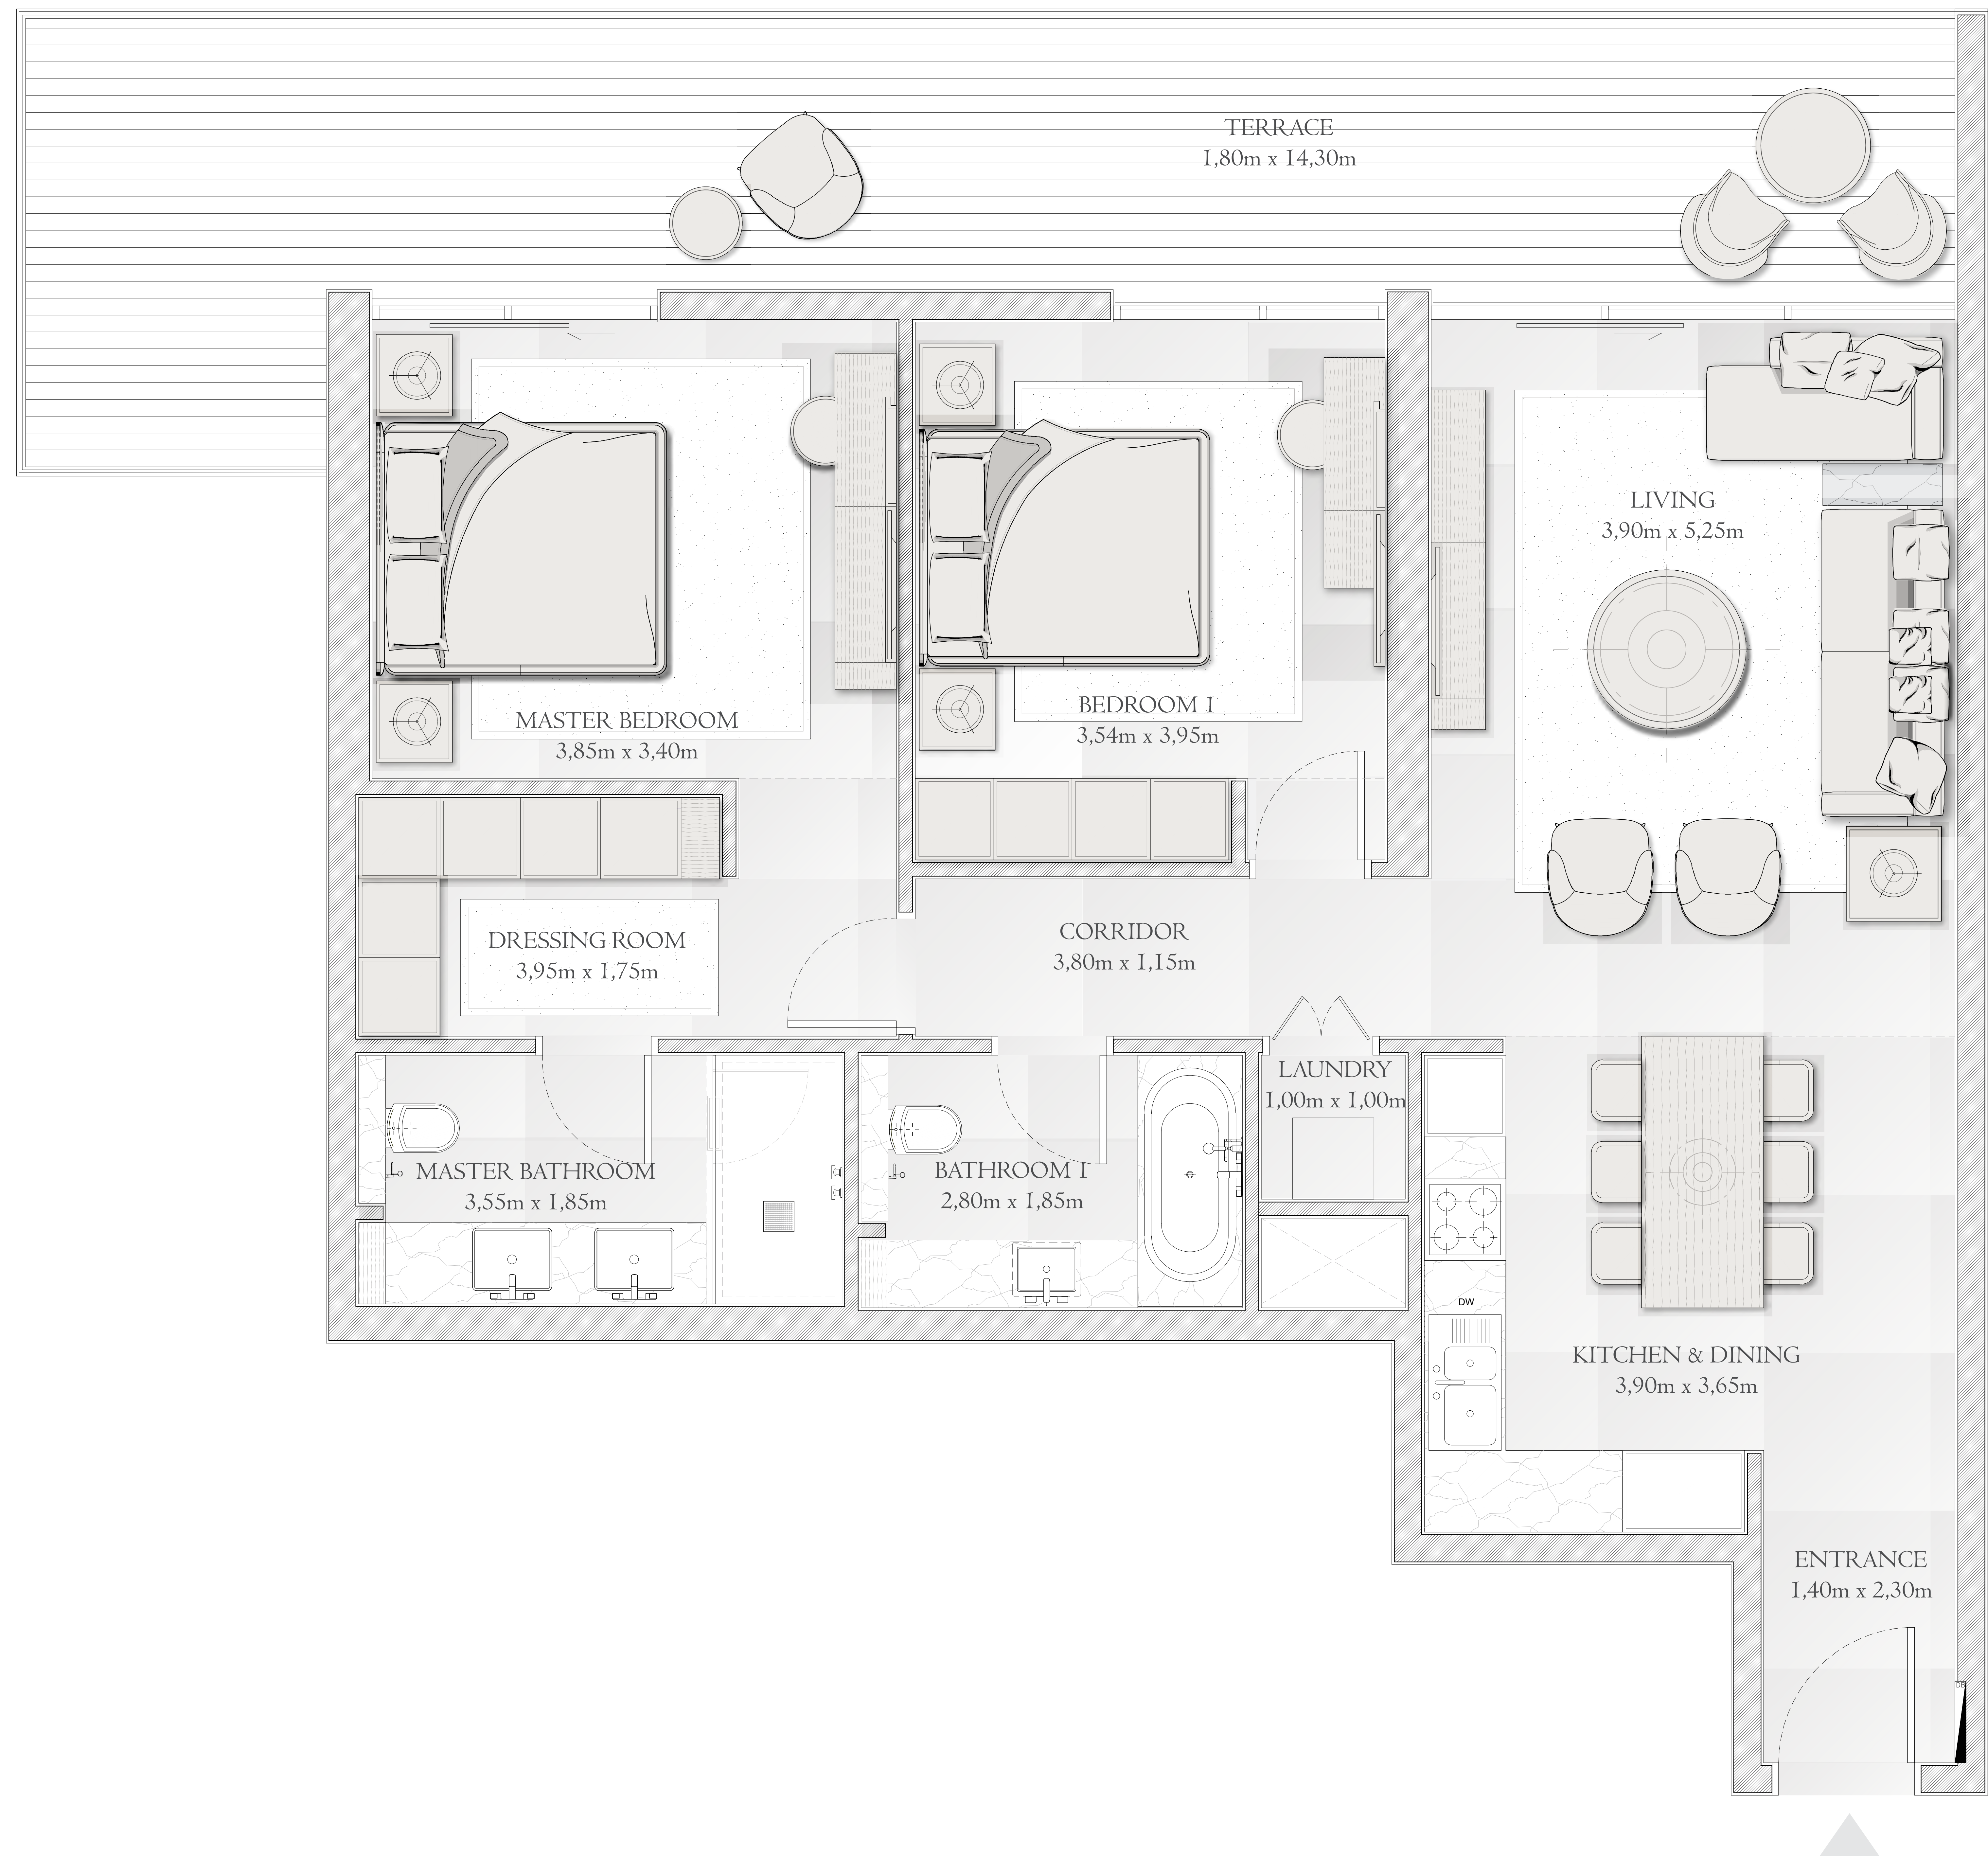 TERRACE
1,80m x 14,30m
LIVING
3,90m x 5,25m
MASTER BEDROOM
3,85m x 3,40m
BEDROOM 1
3,54m x 3,95m
DRESSING ROOM
3,95m x 1,75m
CORRIDOR
3,80m x 1,15m
LAUNDRY
1,00m x 1,00m
MASTER BATHROOM
3,55m x 1,85m
BATHROOM 1
2,80m x 1,85m
DW
KITCHEN & DINING
3,90m x 3,65m
ENTRANCE
1,40m x 2,30m